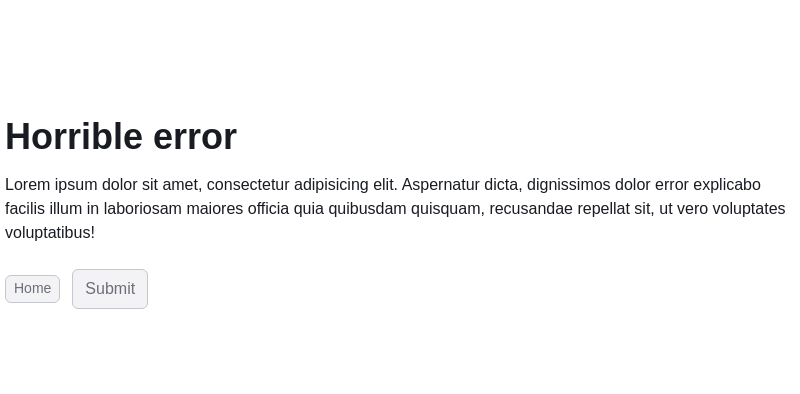 Horrible error
Lorem ipsum dolor sit amet, consectetur adipisicing elit. Aspernatur dicta, dignissimos dolor error explicabo
facilis illum in laboriosam maiores officia quia quibusdam quisquam, recusandae repellat sit, ut vero voluptates
voluptatibus!
Home Submit